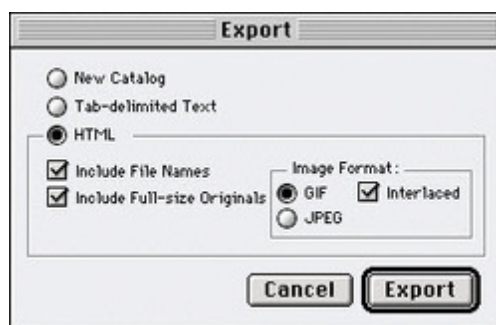 Export
New Catalog
Tab-delimited Text
HTML
Include File Names
Include Full-size Originals
Image Format:
GIF
Interlaced
JPEG
Cancel
Export